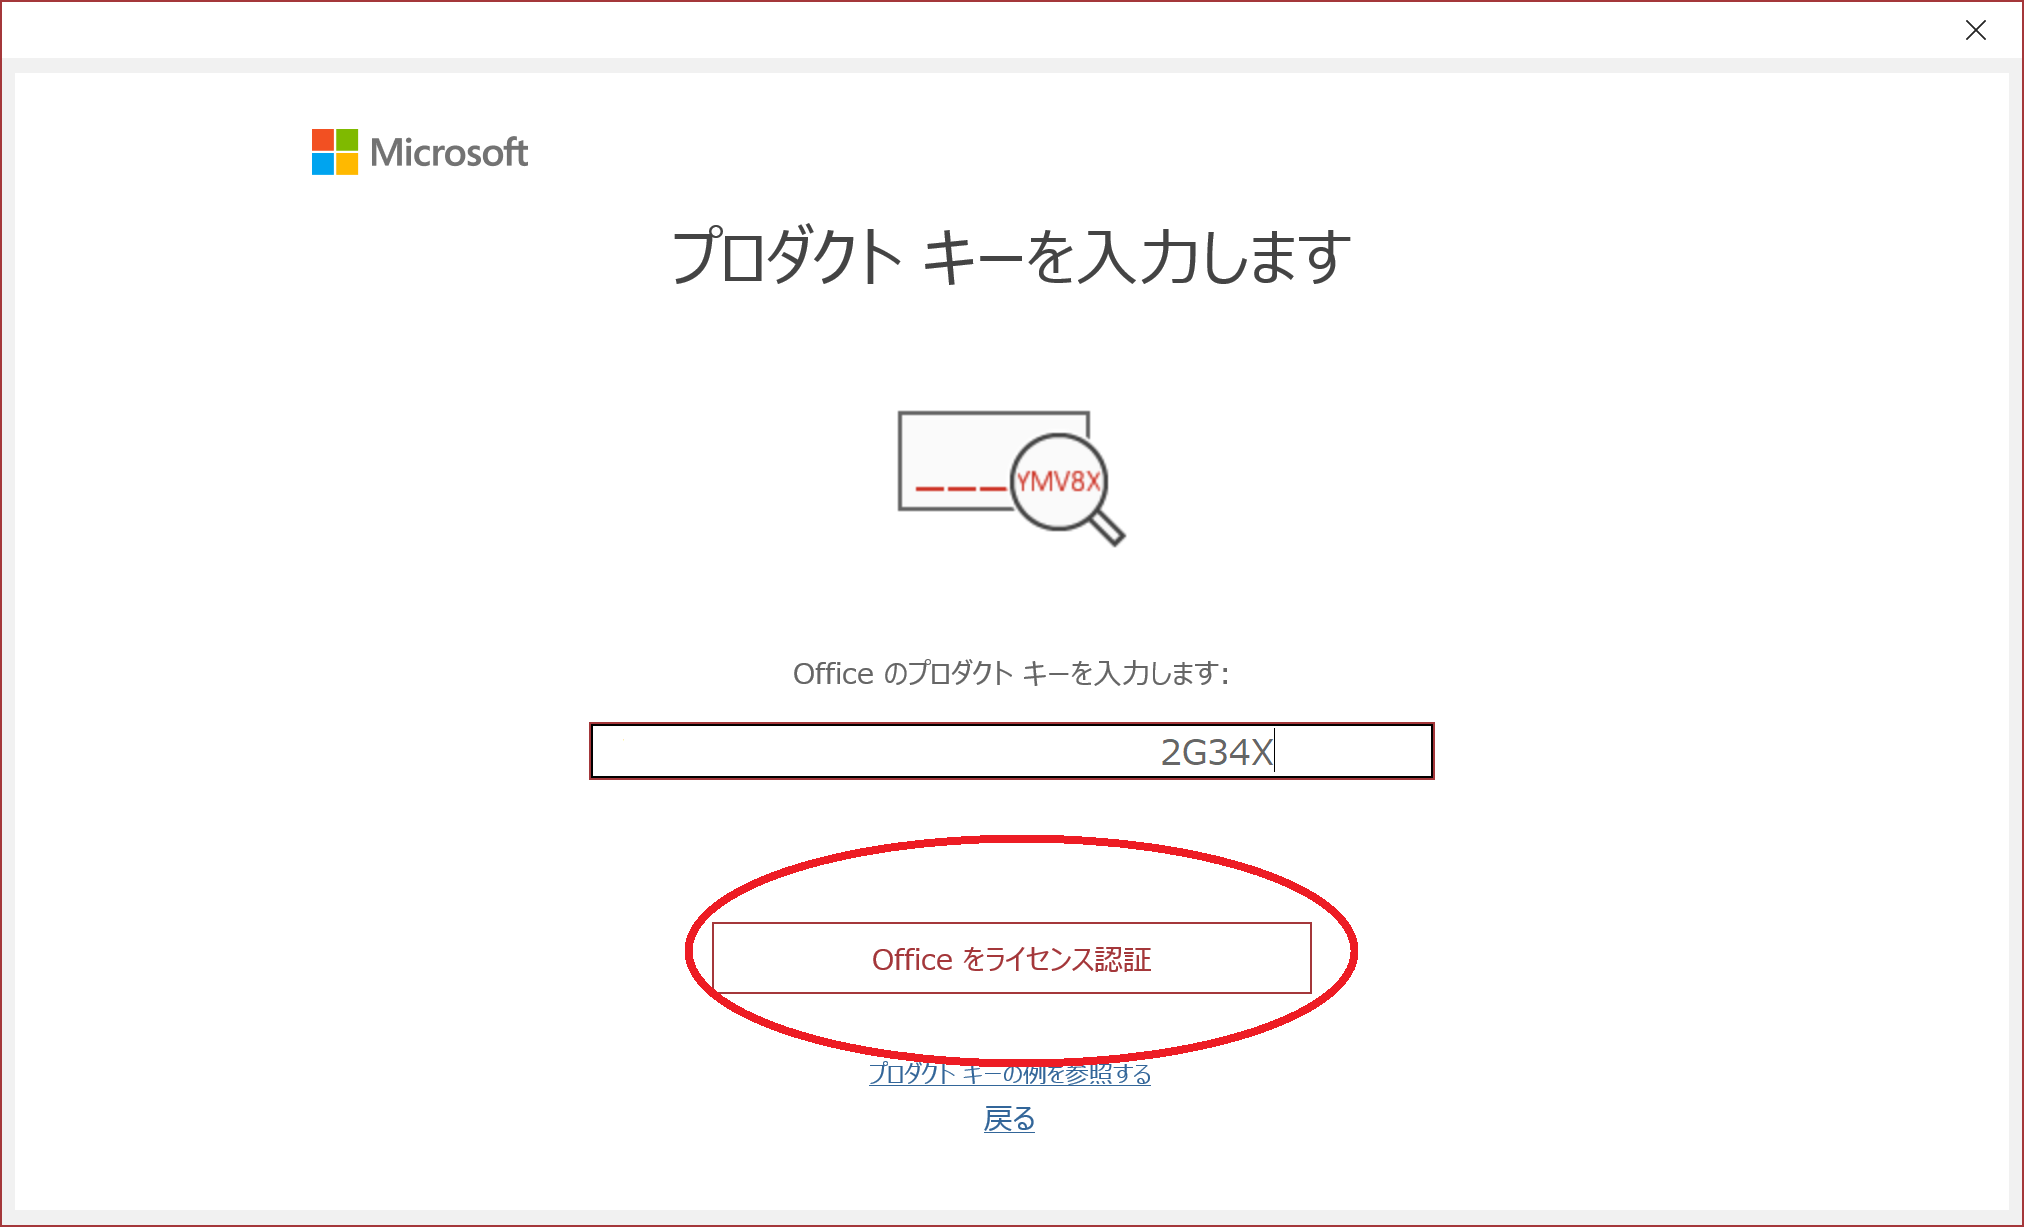 Microsoft
プロダクト キーを入力します
YMV8X
Office のプロダクト キーを入力します:
2G34X
Office をライセンス認証
プロダクト キーの例を参照する
戻る